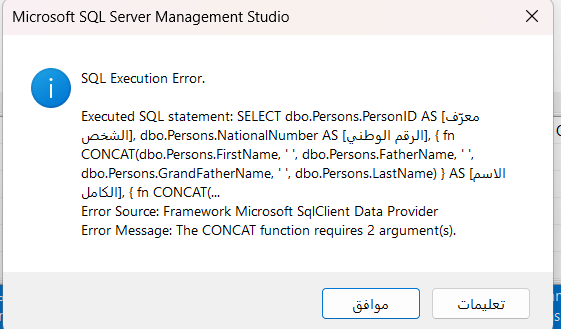 Microsoft SQL Server Management Studio
SQL Execution Error.
Executed SQL statement: SELECT dbo.Persons.PersonID AS [معرّف
الشخص], dbo.Persons.NationalNumber AS [الرقم الوطني], { fn
CONCAT(dbo.Persons.FirstName, ' ', dbo.Persons.FatherName, ' ',
dbo.Persons.GrandFatherName, ' ', dbo.Persons.LastName) } AS [الاسم
الكامل], { fn CONCAT(...
Error Source: Framework Microsoft SqlClient Data Provider
Error Message: The CONCAT function requires 2 argument(s).
موافق
تعليمات